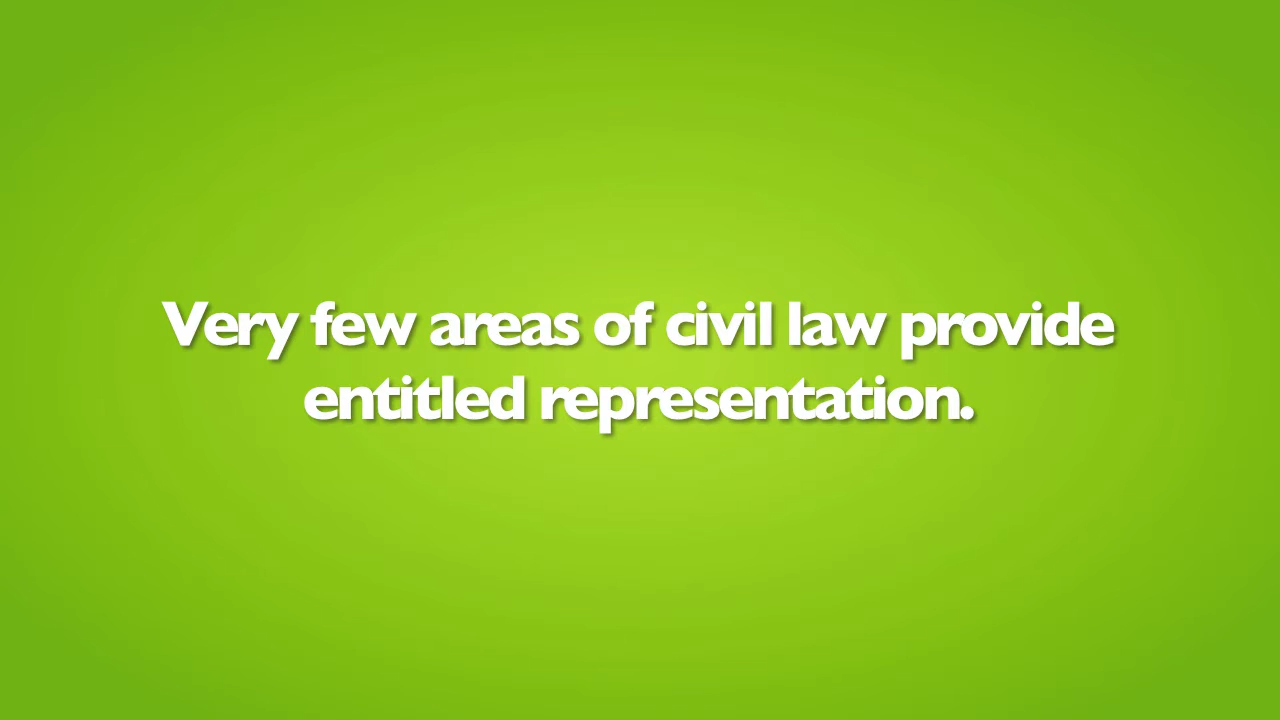 Very few areas of civil law provide
entitled representation.